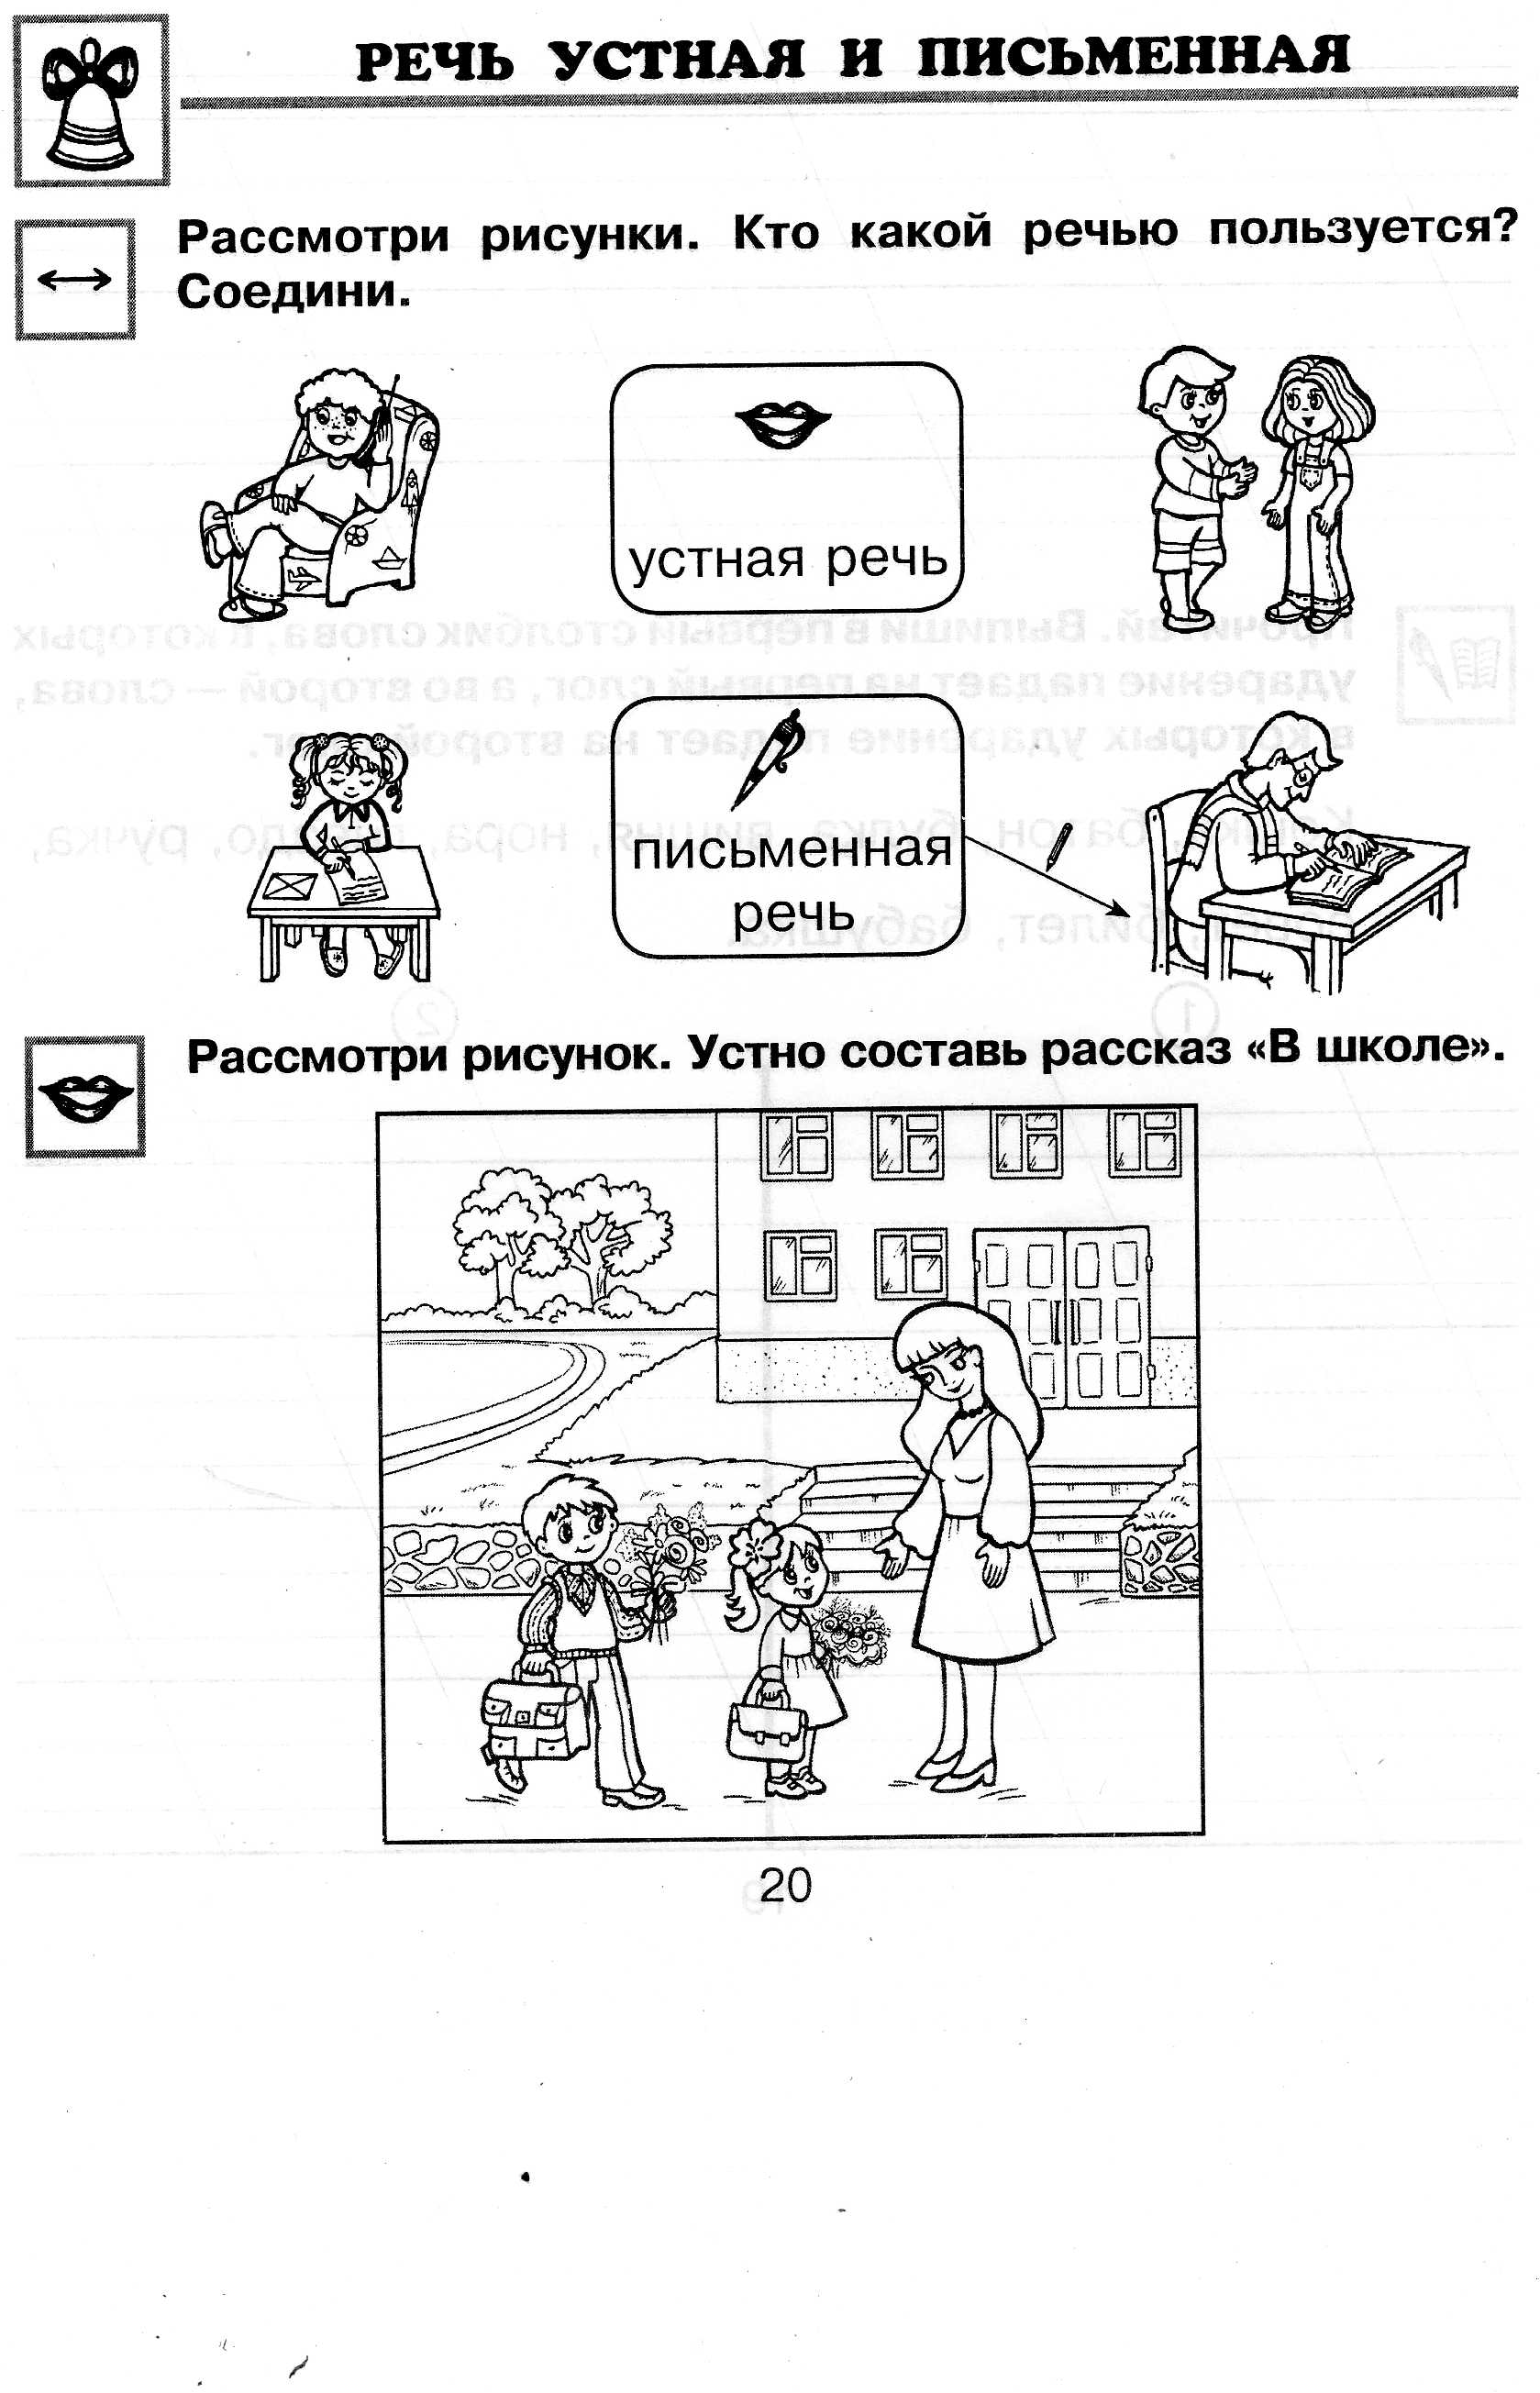 РЕЧЬ УСТНАЯ И ПИСЬМЕННАЯ
Рассмотри рисунки. Кто какой речью пользуется?
Соедини.
устная речь
письменная
речь
Рассмотри рисунок. Устно составь рассказ «В школе».
20